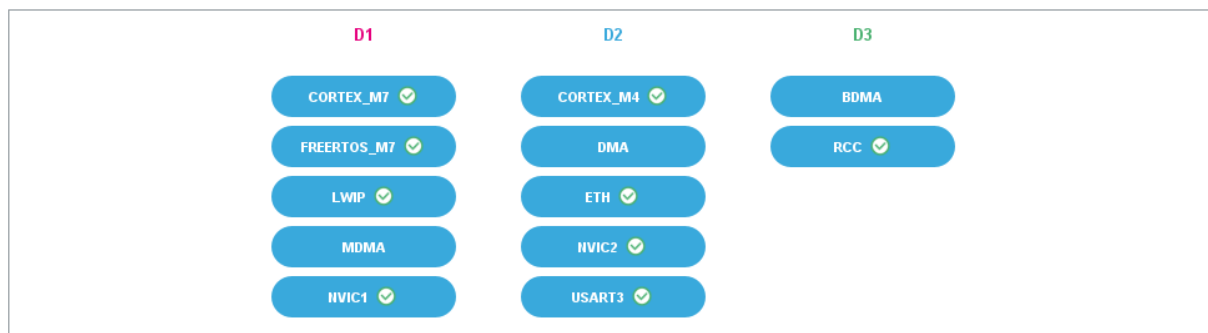 D1 D2 D3
CORTEX_M7 CORTEX_M4 BDMA
FREERTOS_M7 DMA RCC
LWIP ETH
MDMA NVIC2
NVIC1 USART3